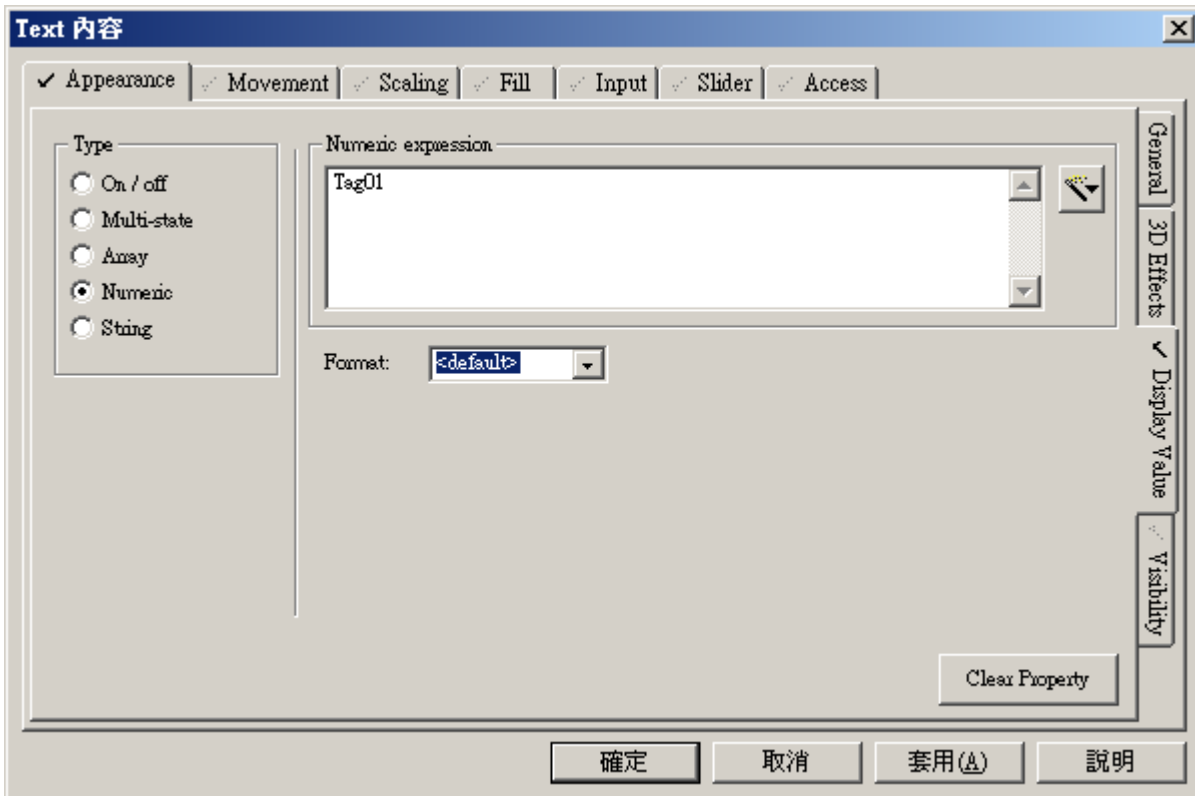 Text 內容
Appearance Movement Scaling Fill Input Slider Access
Type
On / off
Multi-state
Array
Numeric
String
Numeric expression
Tag01
Format: <default>
Clear Property
General
3D Effects
Display Value
Visibility
確定 取消 套用(A) 說明